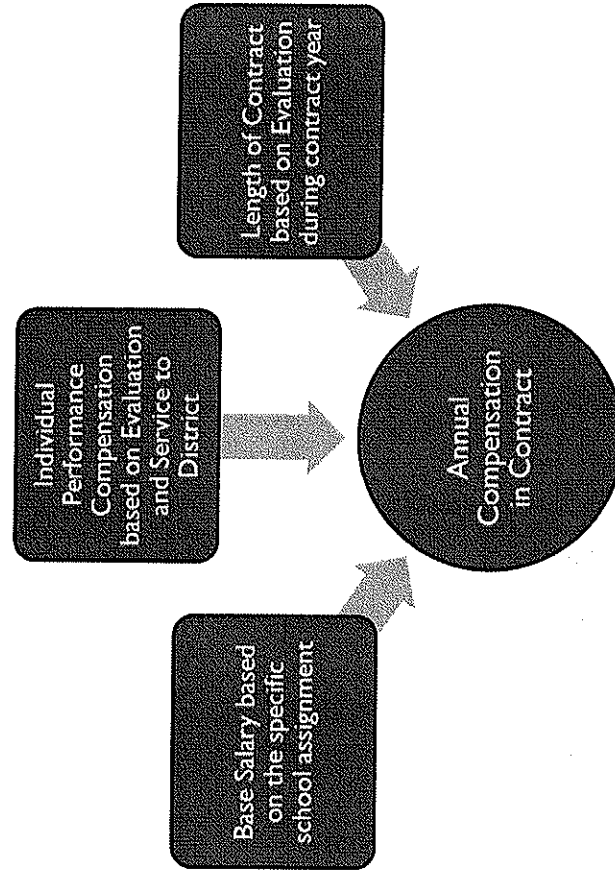 Individual
Performance
Compensation
based on Evaluation
and Service to
District
Base Salary based
on the specific
school assignment
Length of Contract
based on Evaluation
during contract year
Annual
Compensation
in Contract